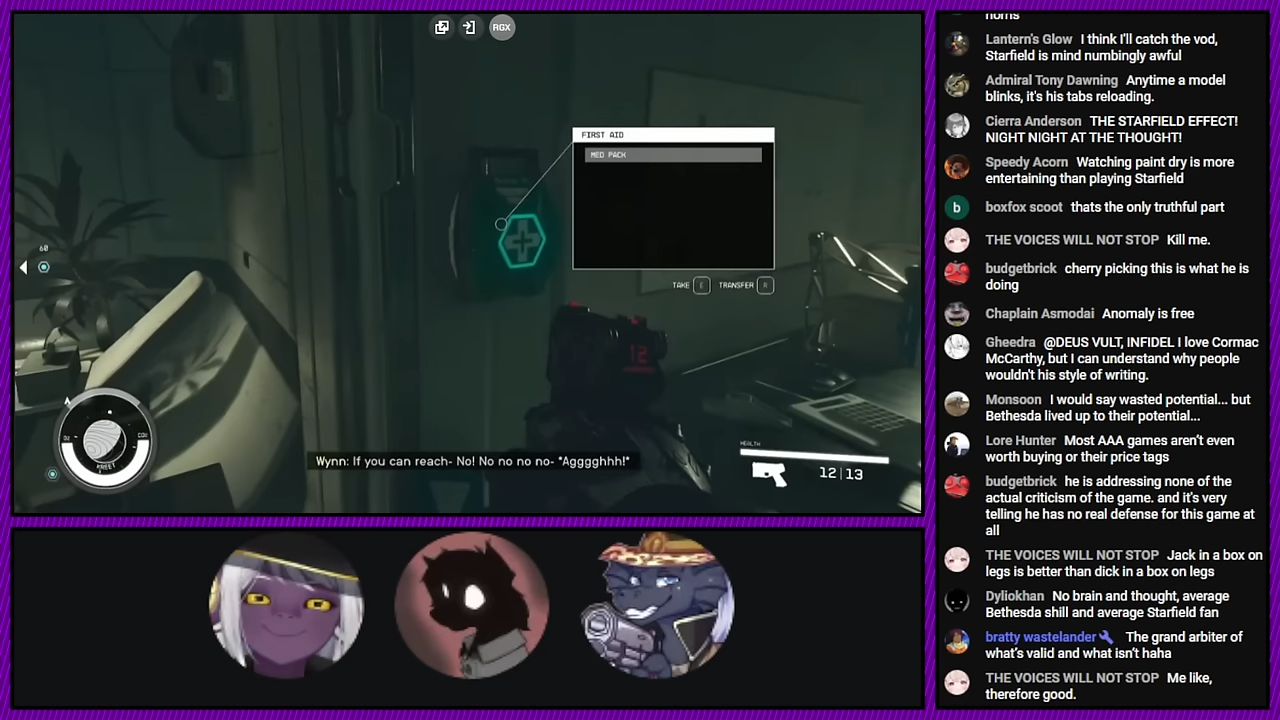 RGX
FIRST AID
MED PACK
TAKE E TRANSFER R
60
KREET
12
HEALTH
12|13
Wynn: If you can reach- No! No no no no- *Agggghhh!*
horns
Lantern's Glow I think I'll catch the vod,
Starfield is mind numbingly awful
Admiral Tony Dawning Anytime a model
blinks, it's his tabs reloading.
Cierra Anderson THE STARFIELD EFFECT!
NIGHT NIGHT AT THE THOUGHT!
Speedy Acorn Watching paint dry is more
entertaining than playing Starfield
b
boxfox scoot thats the only truthful part
THE VOICES WILL NOT STOP Kill me.
budgetbrick cherry picking this is what he is
doing
Chaplain Asmodai Anomaly is free
Gheedra @DEUS VULT, INFIDEL I love Cormac
McCarthy, but I can understand why people
wouldn't his style of writing.
Monsoon I would say wasted potential... but
Bethesda lived up to their potential...
Lore Hunter Most AAA games aren't even
worth buying or their price tags
budgetbrick he is addressing none of the
actual criticism of the game. and it's very
telling he has no real defense for this game at
all
THE VOICES WILL NOT STOP Jack in a box on
legs is better than dick in a box on legs
Dyliokhan No brain and thought, average
Bethesda shill and average Starfield fan
bratty wastelander The grand arbiter of
what's valid and what isn't haha
THE VOICES WILL NOT STOP Me like,
therefore good.